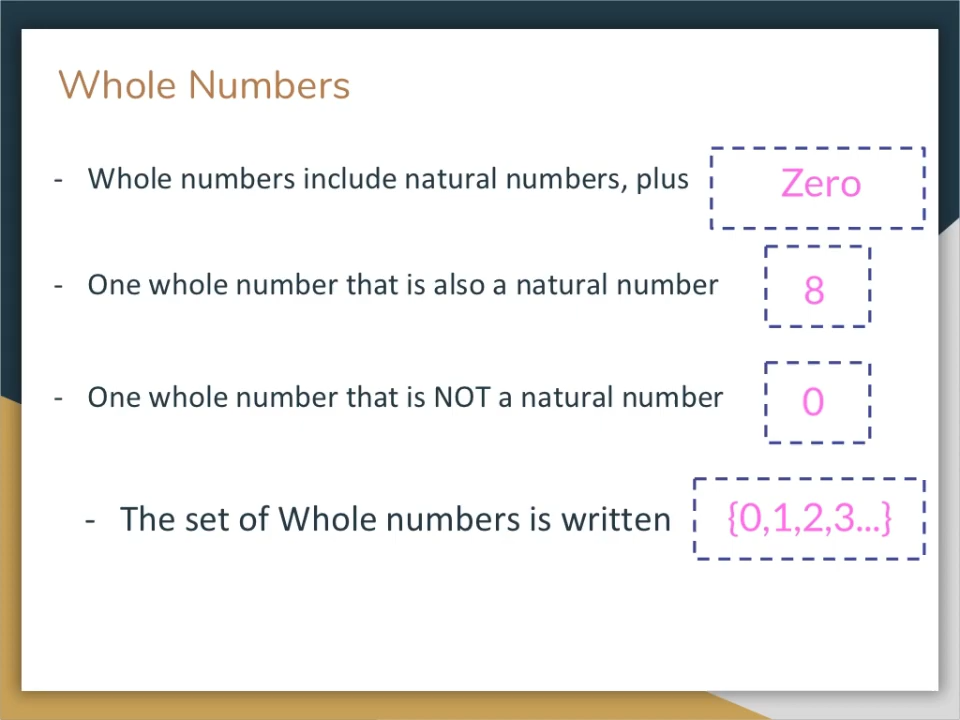 Whole Numbers
- Whole numbers include natural numbers, plus Zero
- One whole number that is also a natural number 8
- One whole number that is NOT a natural number 0
- The set of Whole numbers is written {0,1,2,3...}